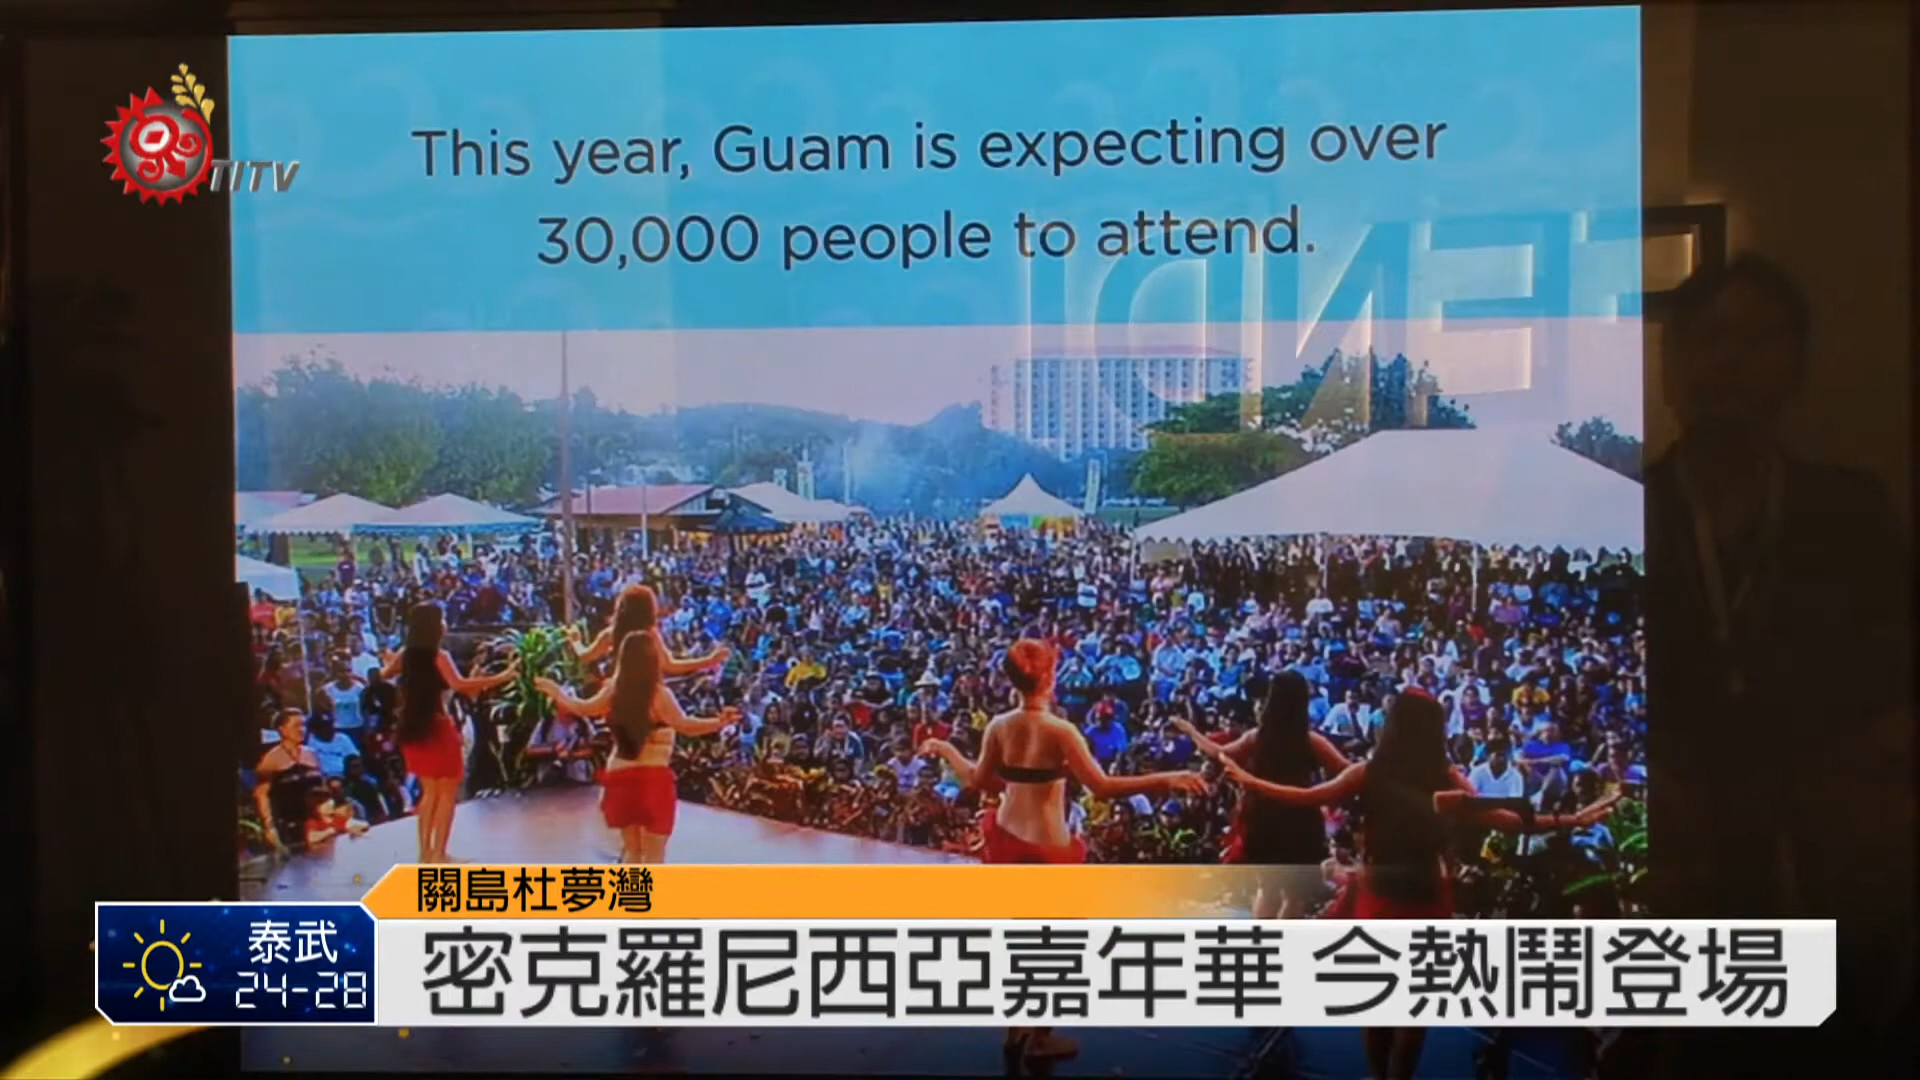 This year, Guam is expecting over
30,000 people to attend.
TITV
ENDI
關島杜夢灣
泰武
24-28
密克羅尼西亞嘉年華 今熱鬧登場